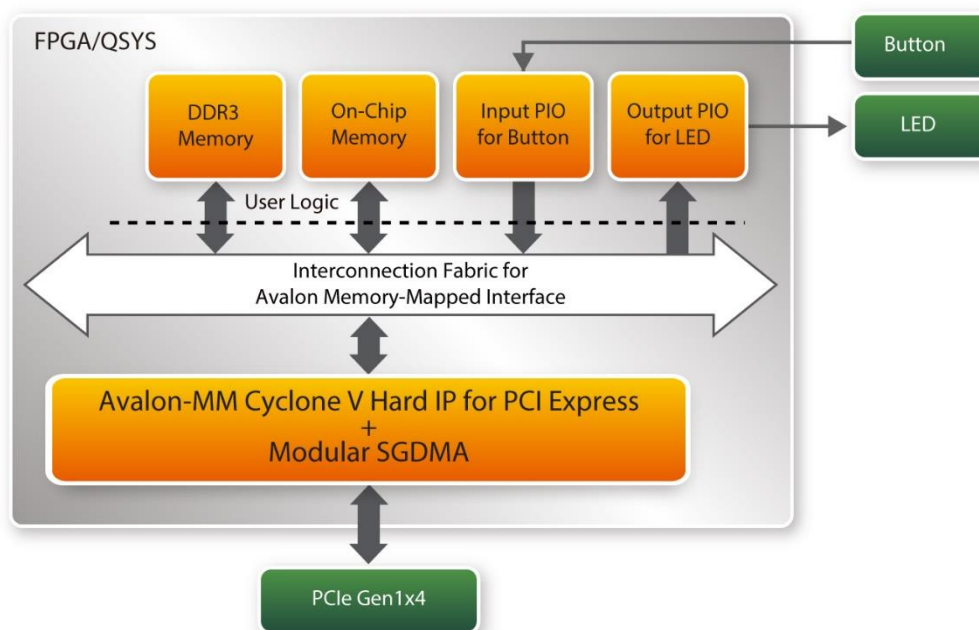 FPGA/QSYS
Button
LED
DDR3
Memory
On-Chip
Memory
Input PIO
for Button
Output PIO
for LED
User Logic
Interconnection Fabric for
Avalon Memory-Mapped Interface
Avalon-MM Cyclone V Hard IP for PCI Express
+
Modular SGDMA
PCIe Gen1x4